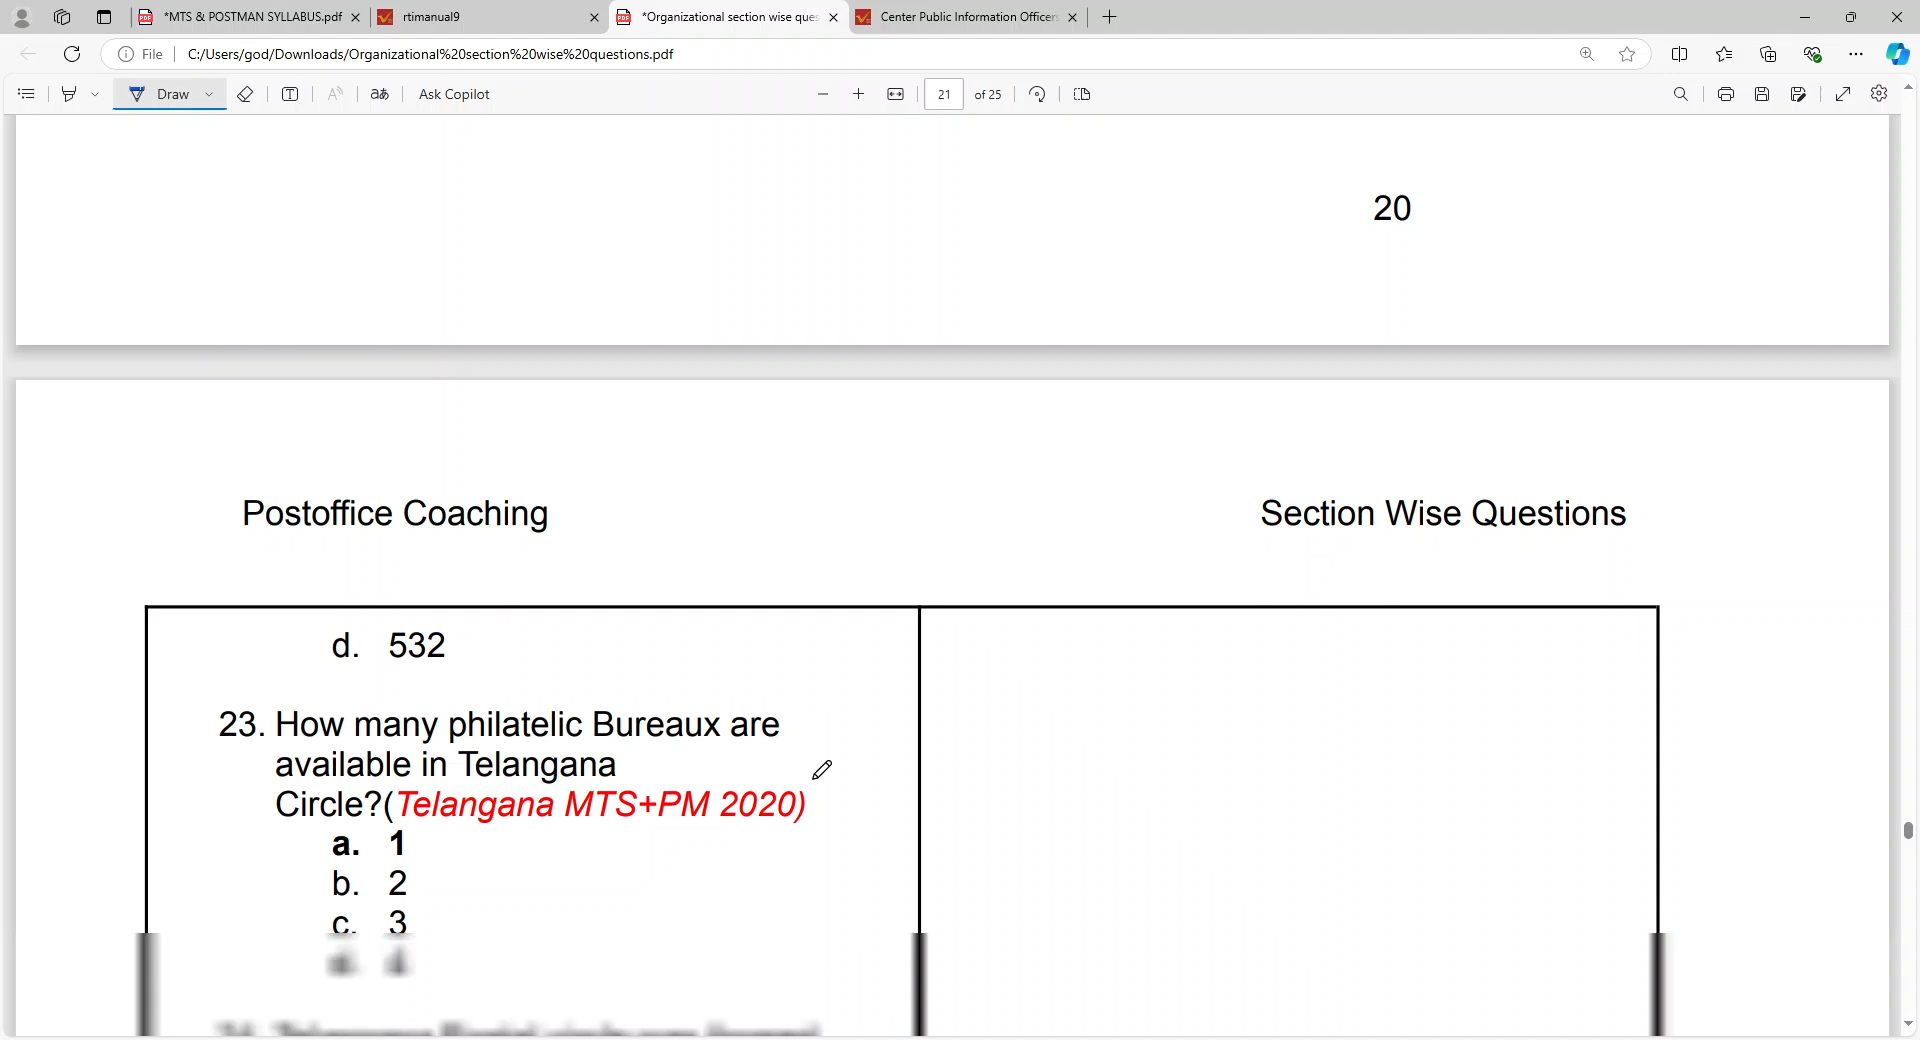 *MTS & POSTMAN SYLLABUS.pdf
rtimanual9
*Organizational section wise ques
Center Public Information Officers
File
C:/Users/god/Downloads/Organizational%20section%20wise%20questions.pdf
Draw
Ask Copilot
21
of 25
20
Postoffice Coaching
Section Wise Questions
d. 532
23. How many philatelic Bureaux are
available in Telangana
Circle?(Telangana MTS+PM 2020)
a. 1
b. 2
c. 3